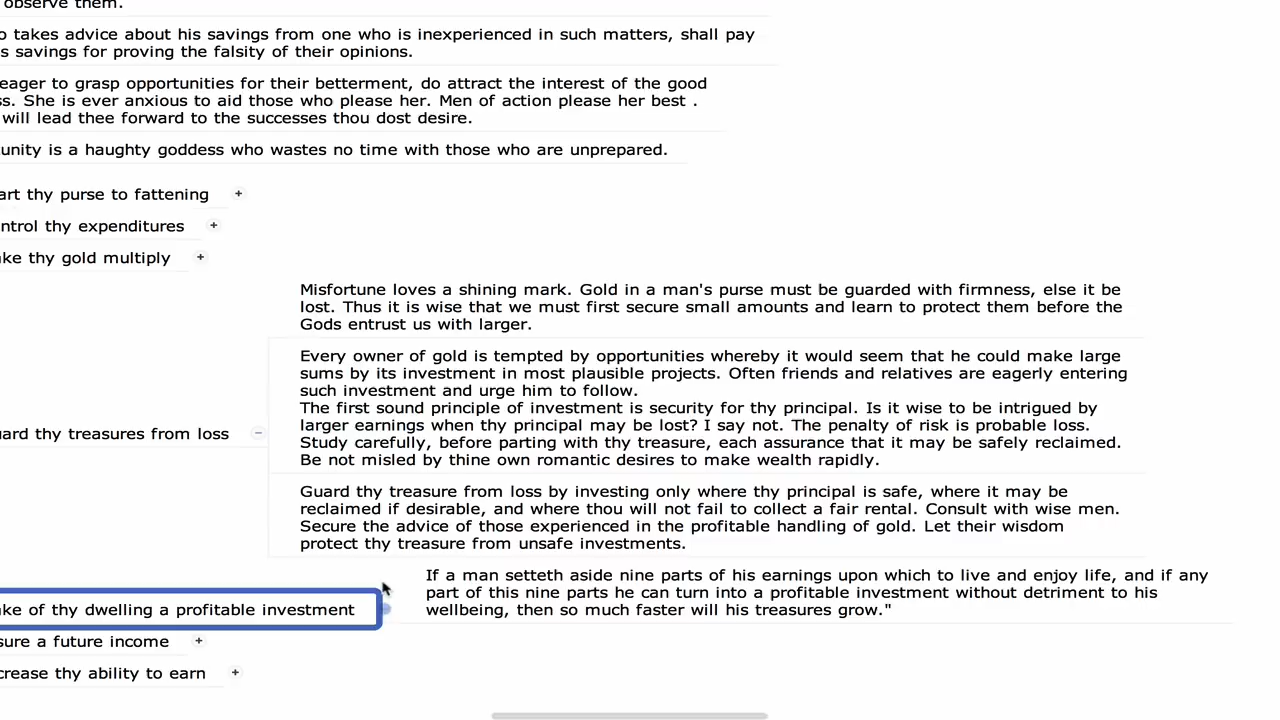 observe them.
o takes advice about his savings from one who is inexperienced in such matters, shall pay
s savings for proving the falsity of their opinions.
eager to grasp opportunities for their betterment, do attract the interest of the good
ss. She is ever anxious to aid those who please her. Men of action please her best .
will lead thee forward to the successes thou dost desire.
unity is a haughty goddess who wastes no time with those who are unprepared.
art thy purse to fattening
ntrol thy expenditures
ake thy gold multiply
Misfortune loves a shining mark. Gold in a man's purse must be guarded with firmness, else it be
lost. Thus it is wise that we must first secure small amounts and learn to protect them before the
Gods entrust us with larger.
Every owner of gold is tempted by opportunities whereby it would seem that he could make large
sums by its investment in most plausible projects. Often friends and relatives are eagerly entering
such investment and urge him to follow.
The first sound principle of investment is security for thy principal. Is it wise to be intrigued by
larger earnings when thy principal may be lost? I say not. The penalty of risk is probable loss.
Study carefully, before parting with thy treasure, each assurance that it may be safely reclaimed.
Be not misled by thine own romantic desires to make wealth rapidly.
uard thy treasures from loss
Guard thy treasure from loss by investing only where thy principal is safe, where it may be
reclaimed if desirable, and where thou will not fail to collect a fair rental. Consult with wise men.
Secure the advice of those experienced in the profitable handling of gold. Let their wisdom
protect thy treasure from unsafe investments.
ake of thy dwelling a profitable investment
If a man setteth aside nine parts of his earnings upon which to live and enjoy life, and if any
part of this nine parts he can turn into a profitable investment without detriment to his
wellbeing, then so much faster will his treasures grow."
sure a future income
crease thy ability to earn